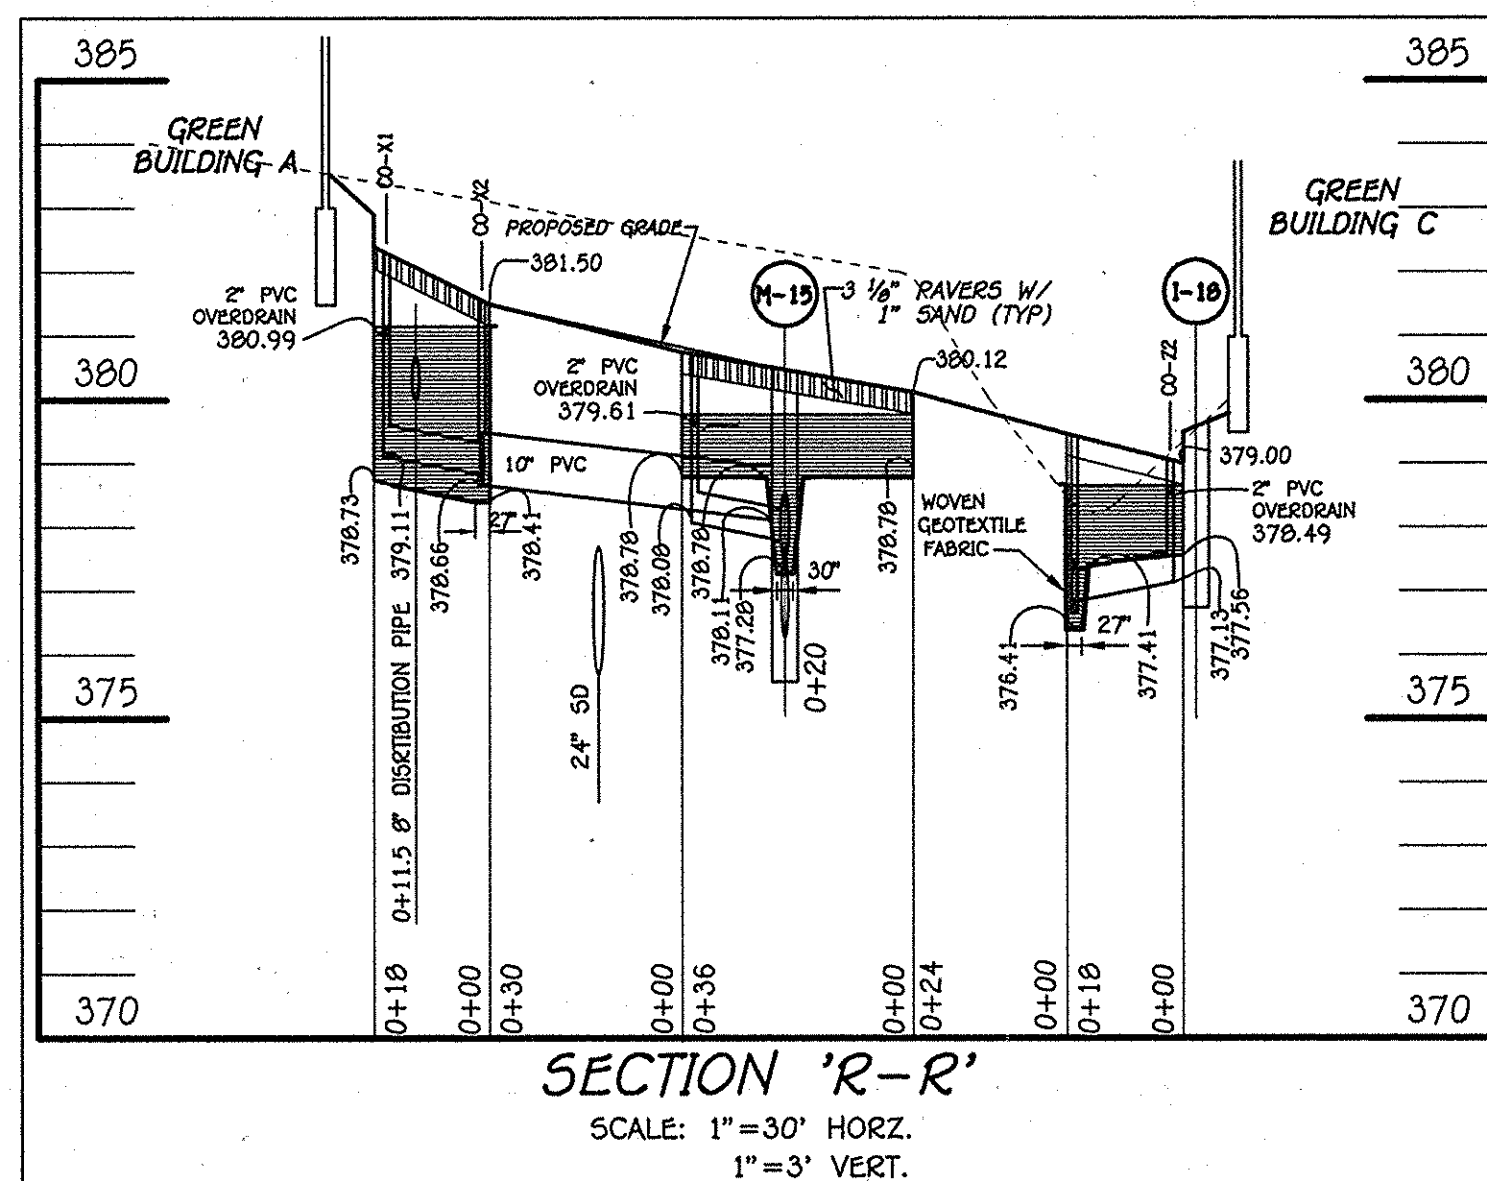 385
385
GREEN
BUILDING A
CO-X1
CO-X2
PROPOSED GRADE
381.50
GREEN
BUILDING C
2" PVC
OVERDRAIN
380.99
M-15
3 1/8" PAVERS W/
1" SAND (TYP)
I-18
380
380
2" PVC
OVERDRAIN
379.61
380.12
CO-Z2
10" PVC
379.00
2" PVC
OVERDRAIN
378.49
WOVEN
GEOTEXTILE
FABRIC
378.73
379.11
378.66
27"
378.41
378.78
378.08
378.78
378.11
377.28
30"
378.78
376.41
27"
377.41
377.13
377.56
375
375
0+11.5 8" DISRTIBUTION PIPE
24" SD
0+20
0+18
0+00
0+30
0+00
0+36
0+00
0+24
0+00
0+18
0+00
370
370
SECTION 'R-R'
SCALE: 1"=30' HORZ.
1"=3' VERT.